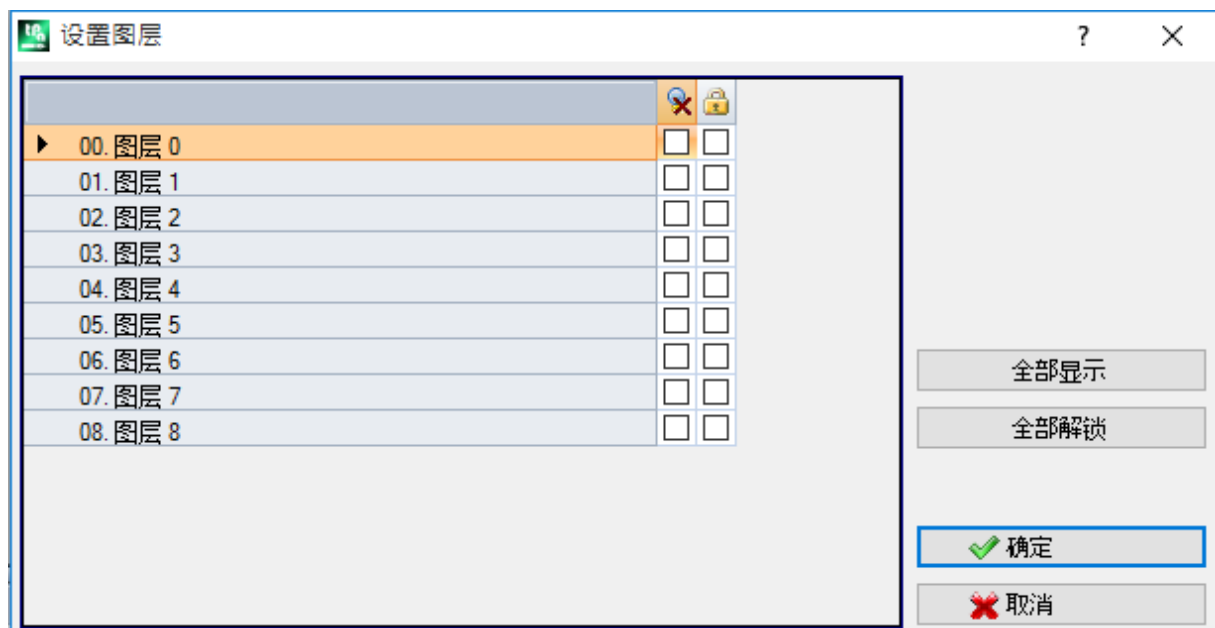 设置图层
00. 图层 0
01. 图层 1
02. 图层 2
03. 图层 3
04. 图层 4
05. 图层 5
06. 图层 6
07. 图层 7
08. 图层 8
全部显示
全部解锁
确定
取消